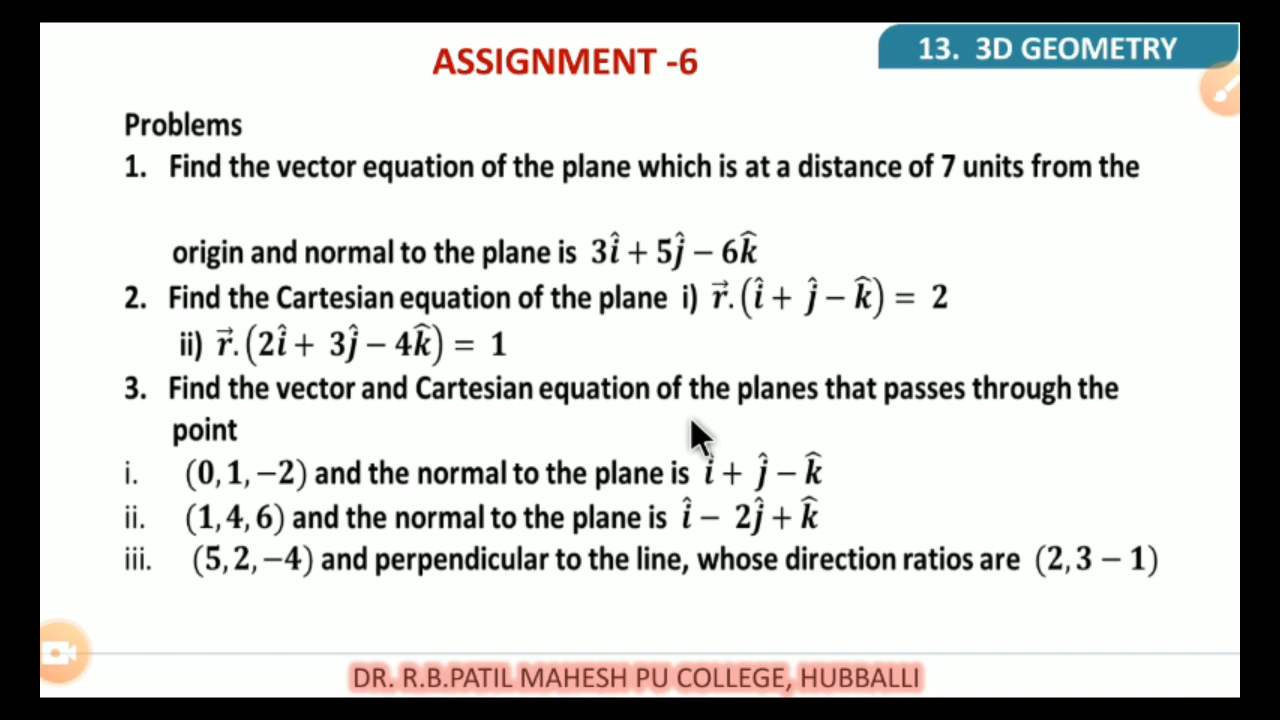 13. 3D GEOMETRY
ASSIGNMENT -6
Problems
1. Find the vector equation of the plane which is at a distance of 7 units from the
origin and normal to the plane is 3î + 5ĵ − 6k̂
2. Find the Cartesian equation of the plane i) r⃗.(î + ĵ − k̂) = 2
ii) r⃗.(2î + 3ĵ − 4k̂) = 1
3. Find the vector and Cartesian equation of the planes that passes through the
point
i. (0, 1, −2) and the normal to the plane is î + ĵ − k̂
ii. (1, 4, 6) and the normal to the plane is î − 2ĵ + k̂
iii. (5, 2, −4) and perpendicular to the line, whose direction ratios are (2, 3 − 1)
DR. R.B.PATIL MAHESH PU COLLEGE, HUBBALLI